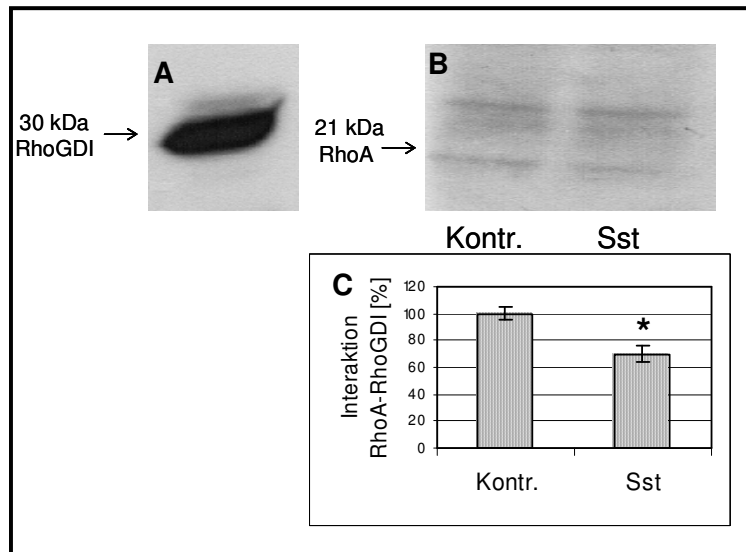 A
30 kDa
RhoGDI
B
21 kDa
RhoA
Kontr. Sst
C
Interaktion
RhoA-RhoGDI [%]
120
100
80
60
40
20
0
*
Kontr. Sst